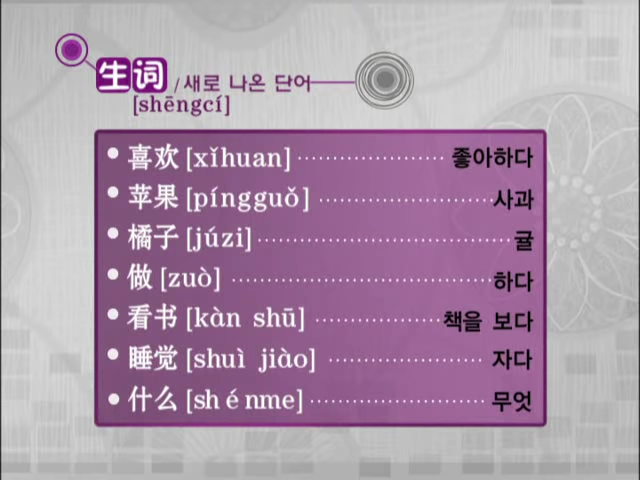 生词 / 새로 나온 단어
[shēngcí]
• 喜欢 [xǐhuan] ····················· 좋아하다
• 苹果 [píngguǒ] ························· 사과
• 橘子 [júzi] ···································· 귤
• 做 [zuò] ····································· 하다
• 看书 [kàn shū] ·················· 책을 보다
• 睡觉 [shuì jiào] ······················ 자다
• 什么 [sh é nme] ························· 무엇